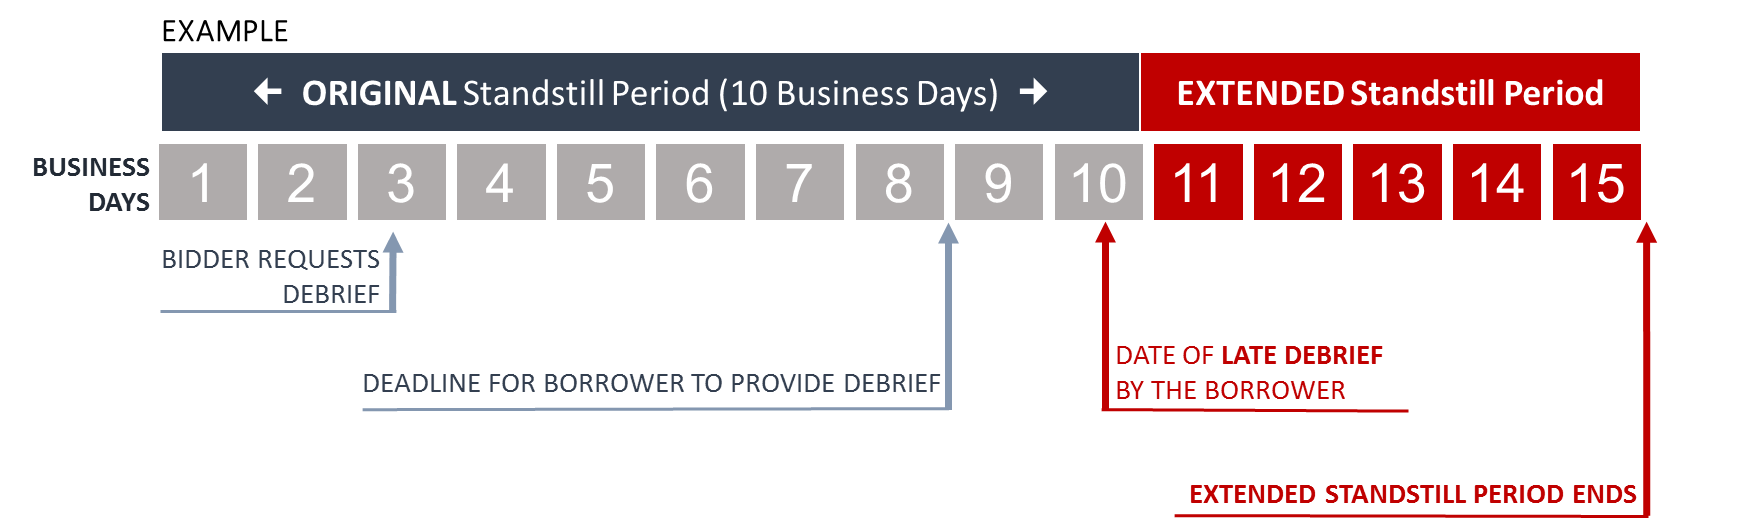 EXAMPLE
← ORIGINAL Standstill Period (10 Business Days) →
EXTENDED Standstill Period
BUSINESS
DAYS
1 2 3 4 5 6 7 8 9 10 11 12 13 14 15
BIDDER REQUESTS
DEBRIEF
DEADLINE FOR BORROWER TO PROVIDE DEBRIEF
DATE OF LATE DEBRIEF
BY THE BORROWER
EXTENDED STANDSTILL PERIOD ENDS